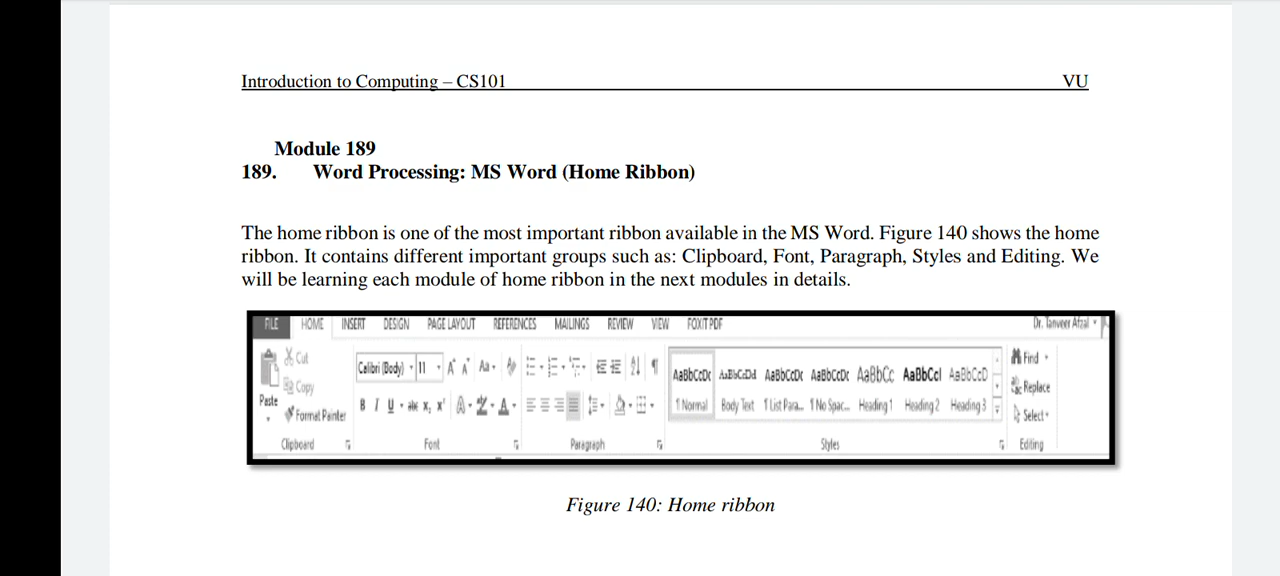 Introduction to Computing – CS101 VU
Module 189
189. Word Processing: MS Word (Home Ribbon)
The home ribbon is one of the most important ribbon available in the MS Word. Figure 140 shows the home
ribbon. It contains different important groups such as: Clipboard, Font, Paragraph, Styles and Editing. We
will be learning each module of home ribbon in the next modules in details.
FILE HOME INSERT DESIGN PAGE LAYOUT REFERENCES MAILINGS REVIEW VIEW FOXIT PDF Dr. Tanveer Afzal
Cut
Copy
Paste
Format Painter
Clipboard
Calibri (Body) 11 A A Aa
B I U abc X, X' A A
Font
Paragraph
AaBbCcDc AaBbCcDd AaBbCcDc AaBbCcDc AaBbCc AaBbCcI AaBbCcD
¶ Normal Body Text ¶ List Para... ¶ No Spac... Heading 1 Heading 2 Heading 3
Styles
Find
Replace
Select
Editing
Figure 140: Home ribbon